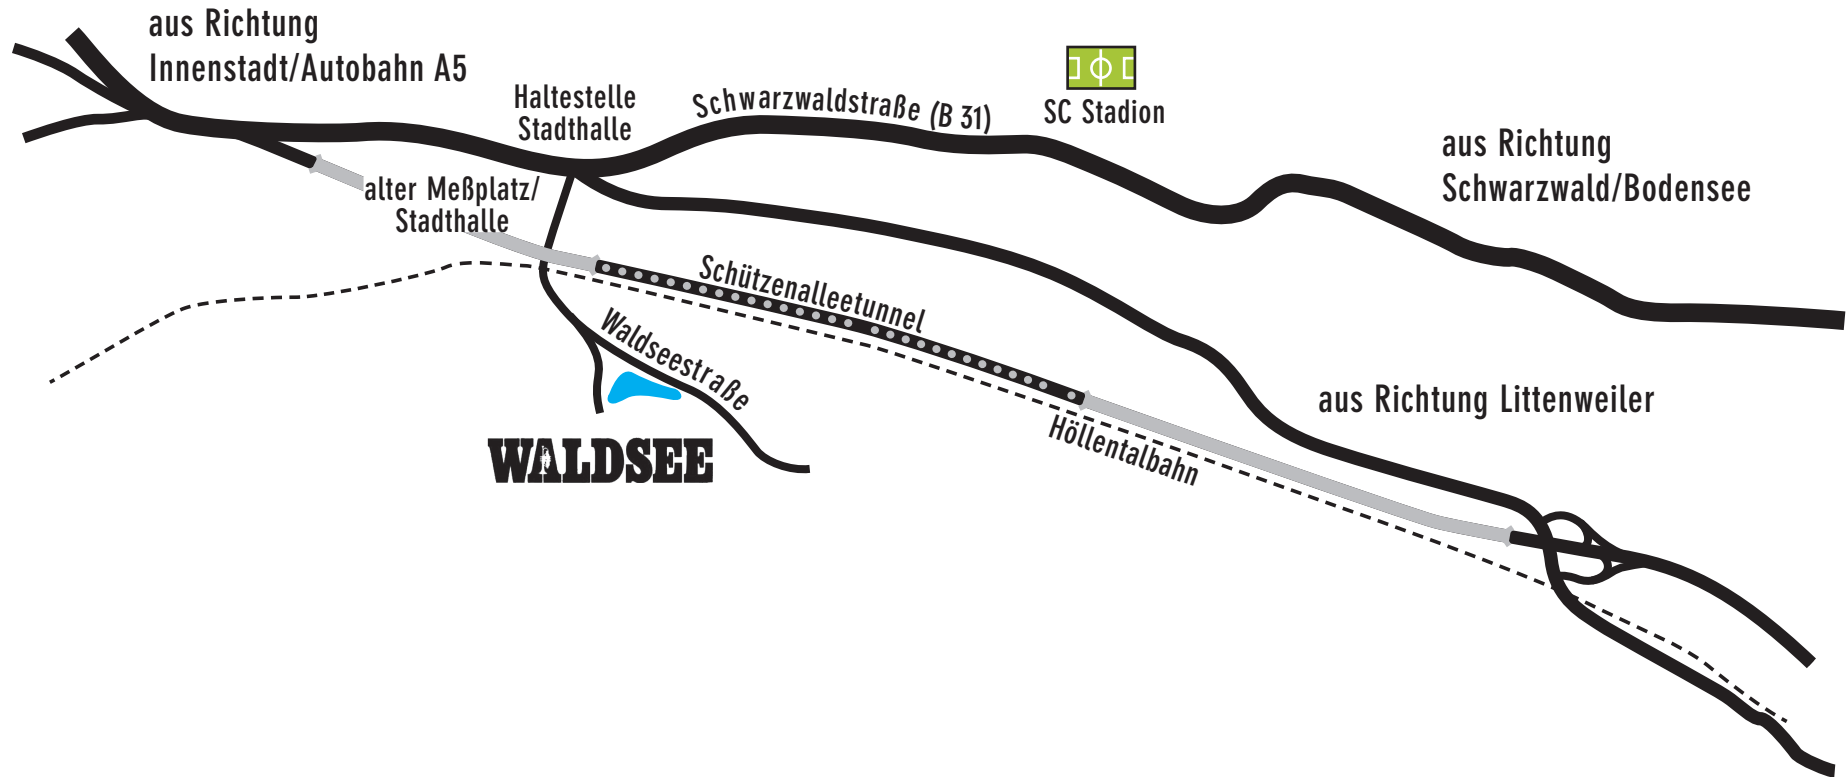 aus Richtung
Innenstadt/Autobahn A5
Haltestelle
Stadthalle
Schwarzwaldstraße (B 31)
SC Stadion
aus Richtung
Schwarzwald/Bodensee
alter Meßplatz/
Stadthalle
Schützenalleetunnel
Waldseestraße
aus Richtung Littenweiler
Höllentalbahn
WALDSEE